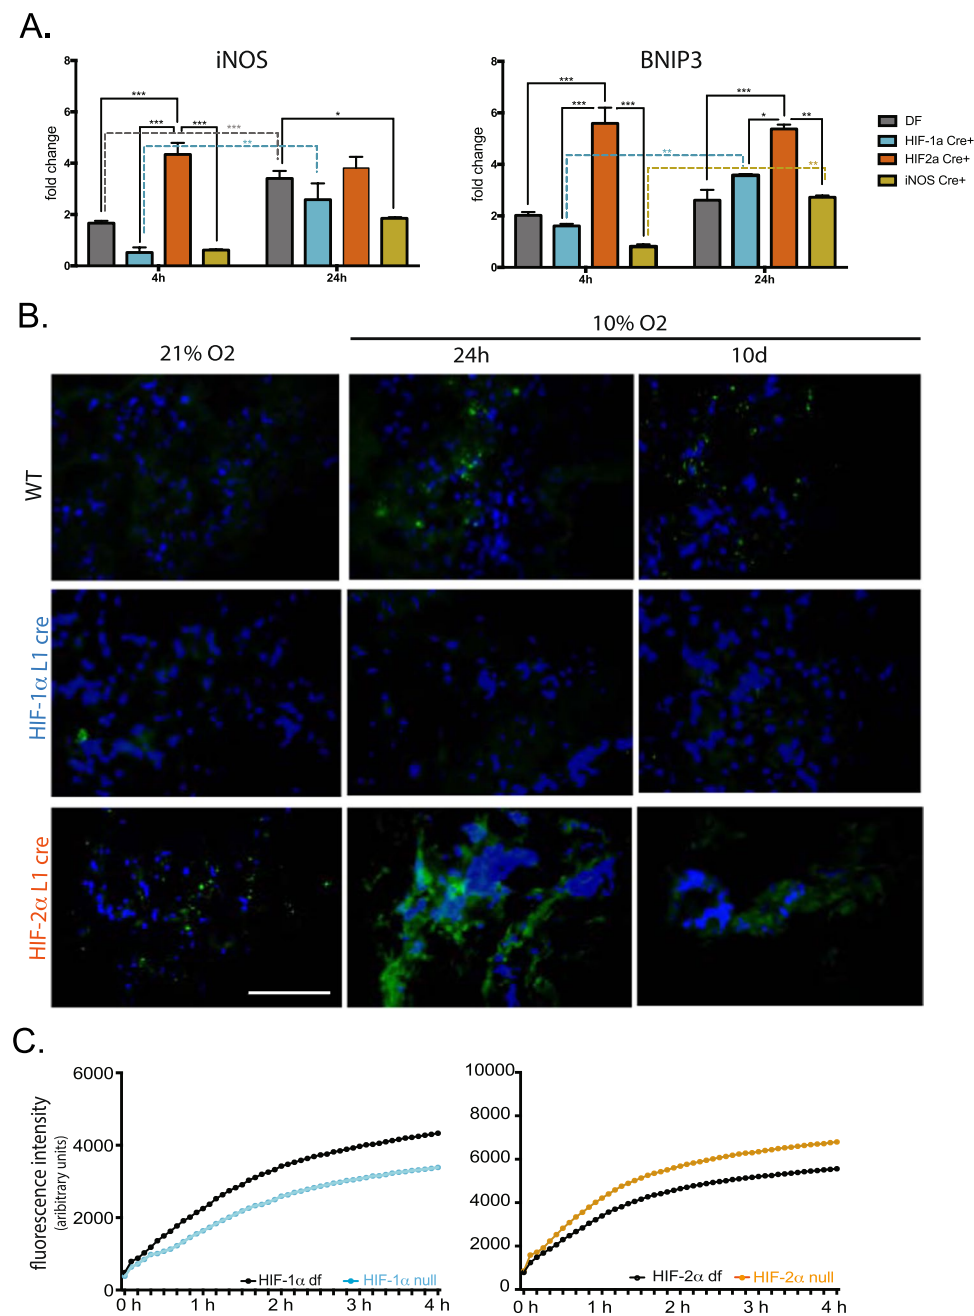 A.
iNOS
BNIP3
8
6
4
2
0
fold change
***
***
***
***
**
*
4h
24h
8
6
4
2
0
fold change
***
***
***
**
***
*
**
**
4h
24h
DF
HIF-1a Cre+
HIF2a Cre+
iNOS Cre+
B.
10% O2
21% O2
24h
10d
WT
HIF-1α L1 cre
HIF-2α L1 cre
C.
fluorescence intensity
(aribitrary units)
6000
4000
2000
0
HIF-1α df
HIF-1α null
0 h
1 h
2 h
3 h
4 h
10000
8000
6000
4000
2000
0
HIF-2α df
HIF-2α null
0 h
1 h
2 h
3 h
4 h